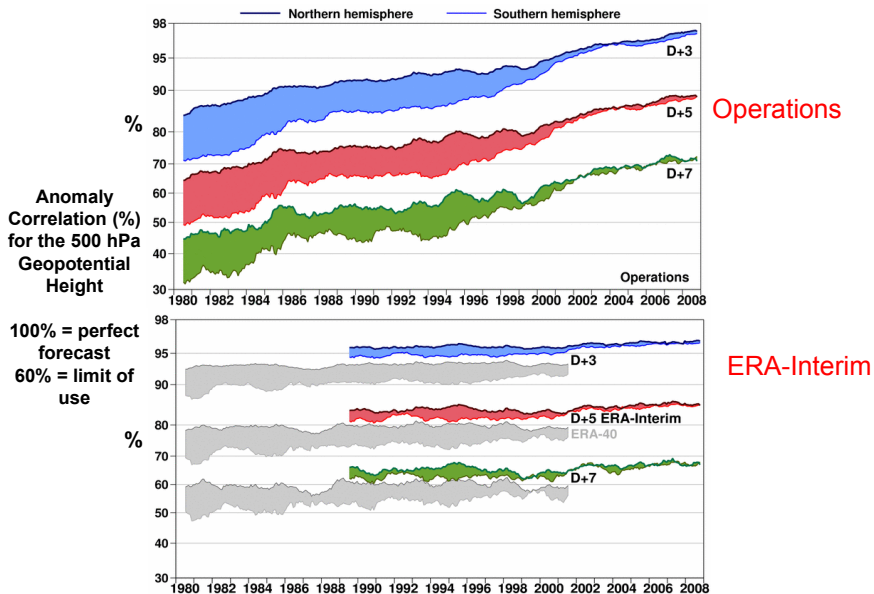 Northern hemisphere Southern hemisphere
98
95
90
80
70
60
50
40
30
%
D+3
D+5
D+7
Operations
Operations
1980 1982 1984 1986 1988 1990 1992 1994 1996 1998 2000 2002 2004 2006 2008
Anomaly
Correlation (%)
for the 500 hPa
Geopotential
Height
100% = perfect
forecast
60% = limit of
use
98
95
90
80
70
60
50
30
%
D+3
D+5 ERA-Interim
ERA-40
D+7
ERA-Interim
1980 1982 1984 1986 1988 1990 1992 1994 1996 1998 2000 2002 2004 2006 2008